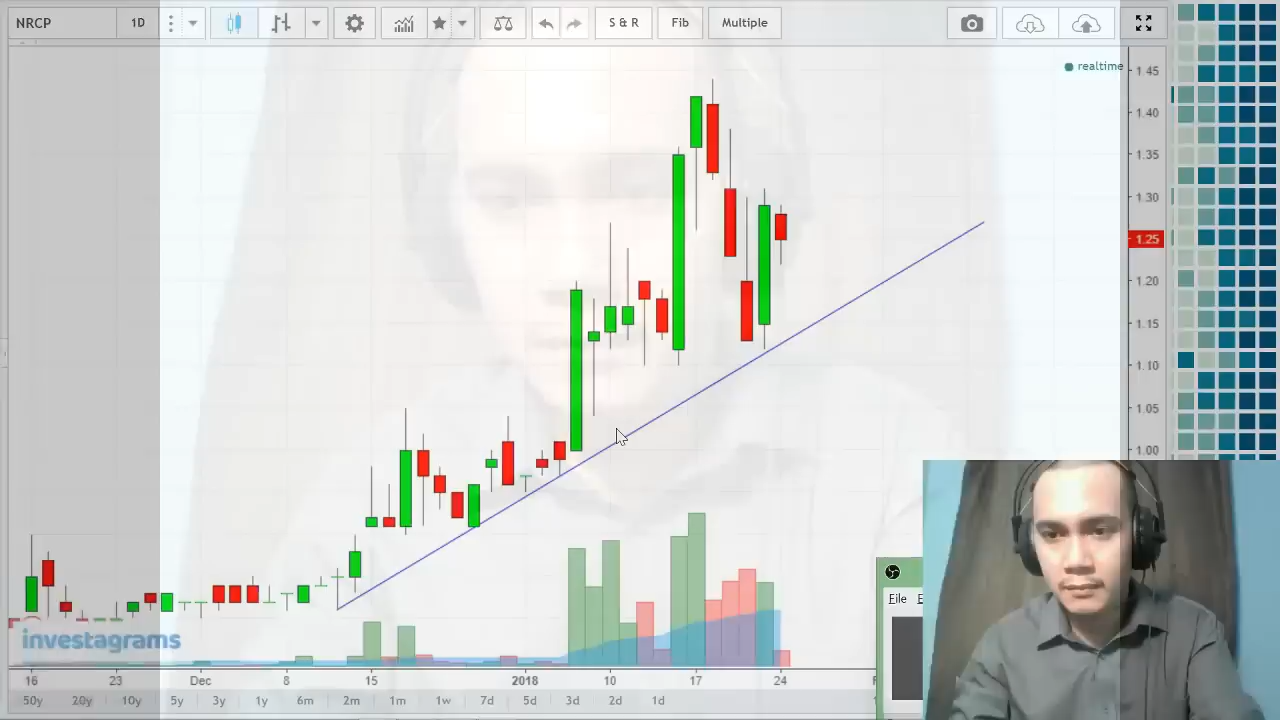 NRCP 1D S & R Fib Multiple
realtime
1.45
1.40
1.35
1.30
1.25
1.20
1.15
1.10
1.05
1.00
File
investagrams
16 23 Dec 8 15 2018 10 17 24
50y 20y 10y 5y 3y 1y 6m 2m 1m 1w 7d 5d 3d 2d 1d